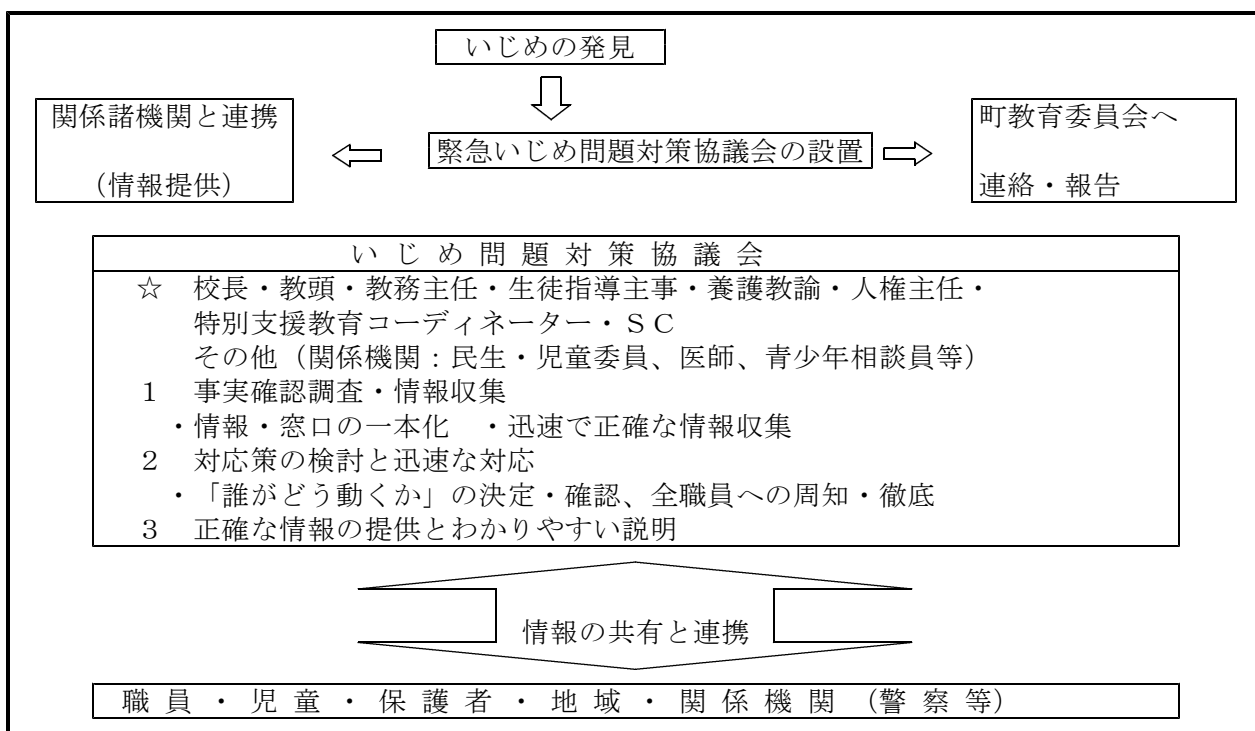 いじめの発見
関係諸機関と連携
(情報提供)
緊急いじめ問題対策協議会の設置
町教育委員会へ
連絡・報告
い じ め 問 題 対 策 協 議 会
☆ 校長・教頭・教務主任・生徒指導主事・養護教諭・人権主任・
特別支援教育コーディネーター・ＳＣ
その他（関係機関：民生・児童委員、医師、青少年相談員等）
１ 事実確認調査・情報収集
・情報・窓口の一本化 ・迅速で正確な情報収集
２ 対応策の検討と迅速な対応
・「誰がどう動くか」の決定・確認、全職員への周知・徹底
３ 正確な情報の提供とわかりやすい説明
情報の共有と連携
職 員 ・ 児 童 ・ 保 護 者 ・ 地 域 ・ 関 係 機 関 （警 察 等）